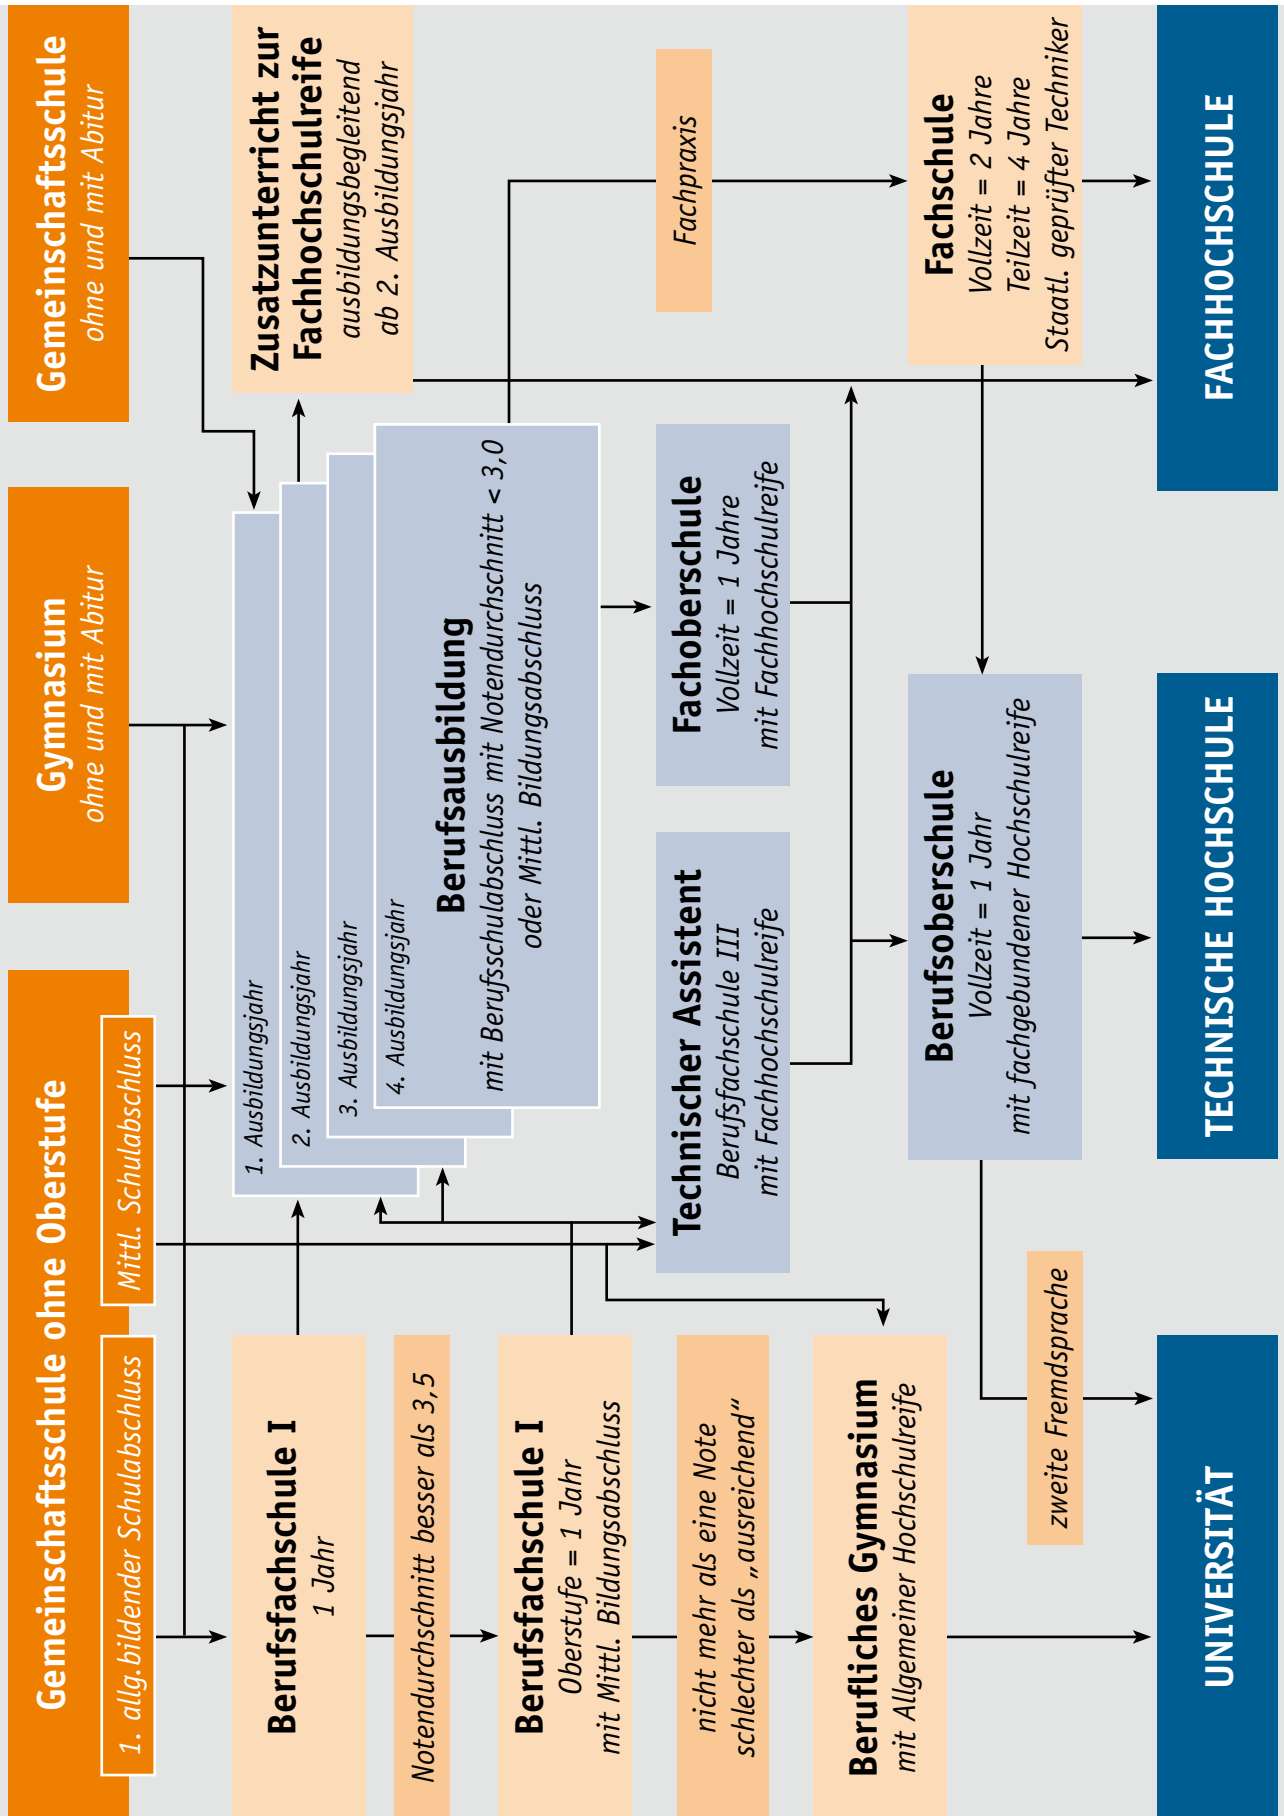 Gemeinschaftsschule ohne Oberstufe
1. allg.bildender Schulabschluss
Mittl. Schulabschluss
Gymnasium
ohne und mit Abitur
Gemeinschaftsschule
ohne und mit Abitur
Berufsfachschule I
1 Jahr
Notendurchschnitt besser als 3,5
Berufsfachschule I
Oberstufe = 1 Jahr
mit Mittl. Bildungsabschluss
nicht mehr als eine Note
schlechter als „ausreichend“
Berufliches Gymnasium
mit Allgemeiner Hochschulreife
1. Ausbildungsjahr
2. Ausbildungsjahr
3. Ausbildungsjahr
4. Ausbildungsjahr
Berufsausbildung
mit Berufsschulabschluss mit Notendurchschnitt < 3,0
oder Mittl. Bildungsabschluss
Zusatzunterricht zur
Fachhochschulreife
ausbildungsbegleitend
ab 2. Ausbildungsjahr
Technischer Assistent
Berufsfachschule III
mit Fachhochschulreife
Fachoberschule
Vollzeit = 1 Jahre
mit Fachhochschulreife
Fachpraxis
Berufsoberschule
Vollzeit = 1 Jahr
mit fachgebundener Hochschulreife
Fachschule
Vollzeit = 2 Jahre
Teilzeit = 4 Jahre
Staatl. geprüfter Techniker
zweite Fremdsprache
UNIVERSITÄT
TECHNISCHE HOCHSCHULE
FACHHOCHSCHULE